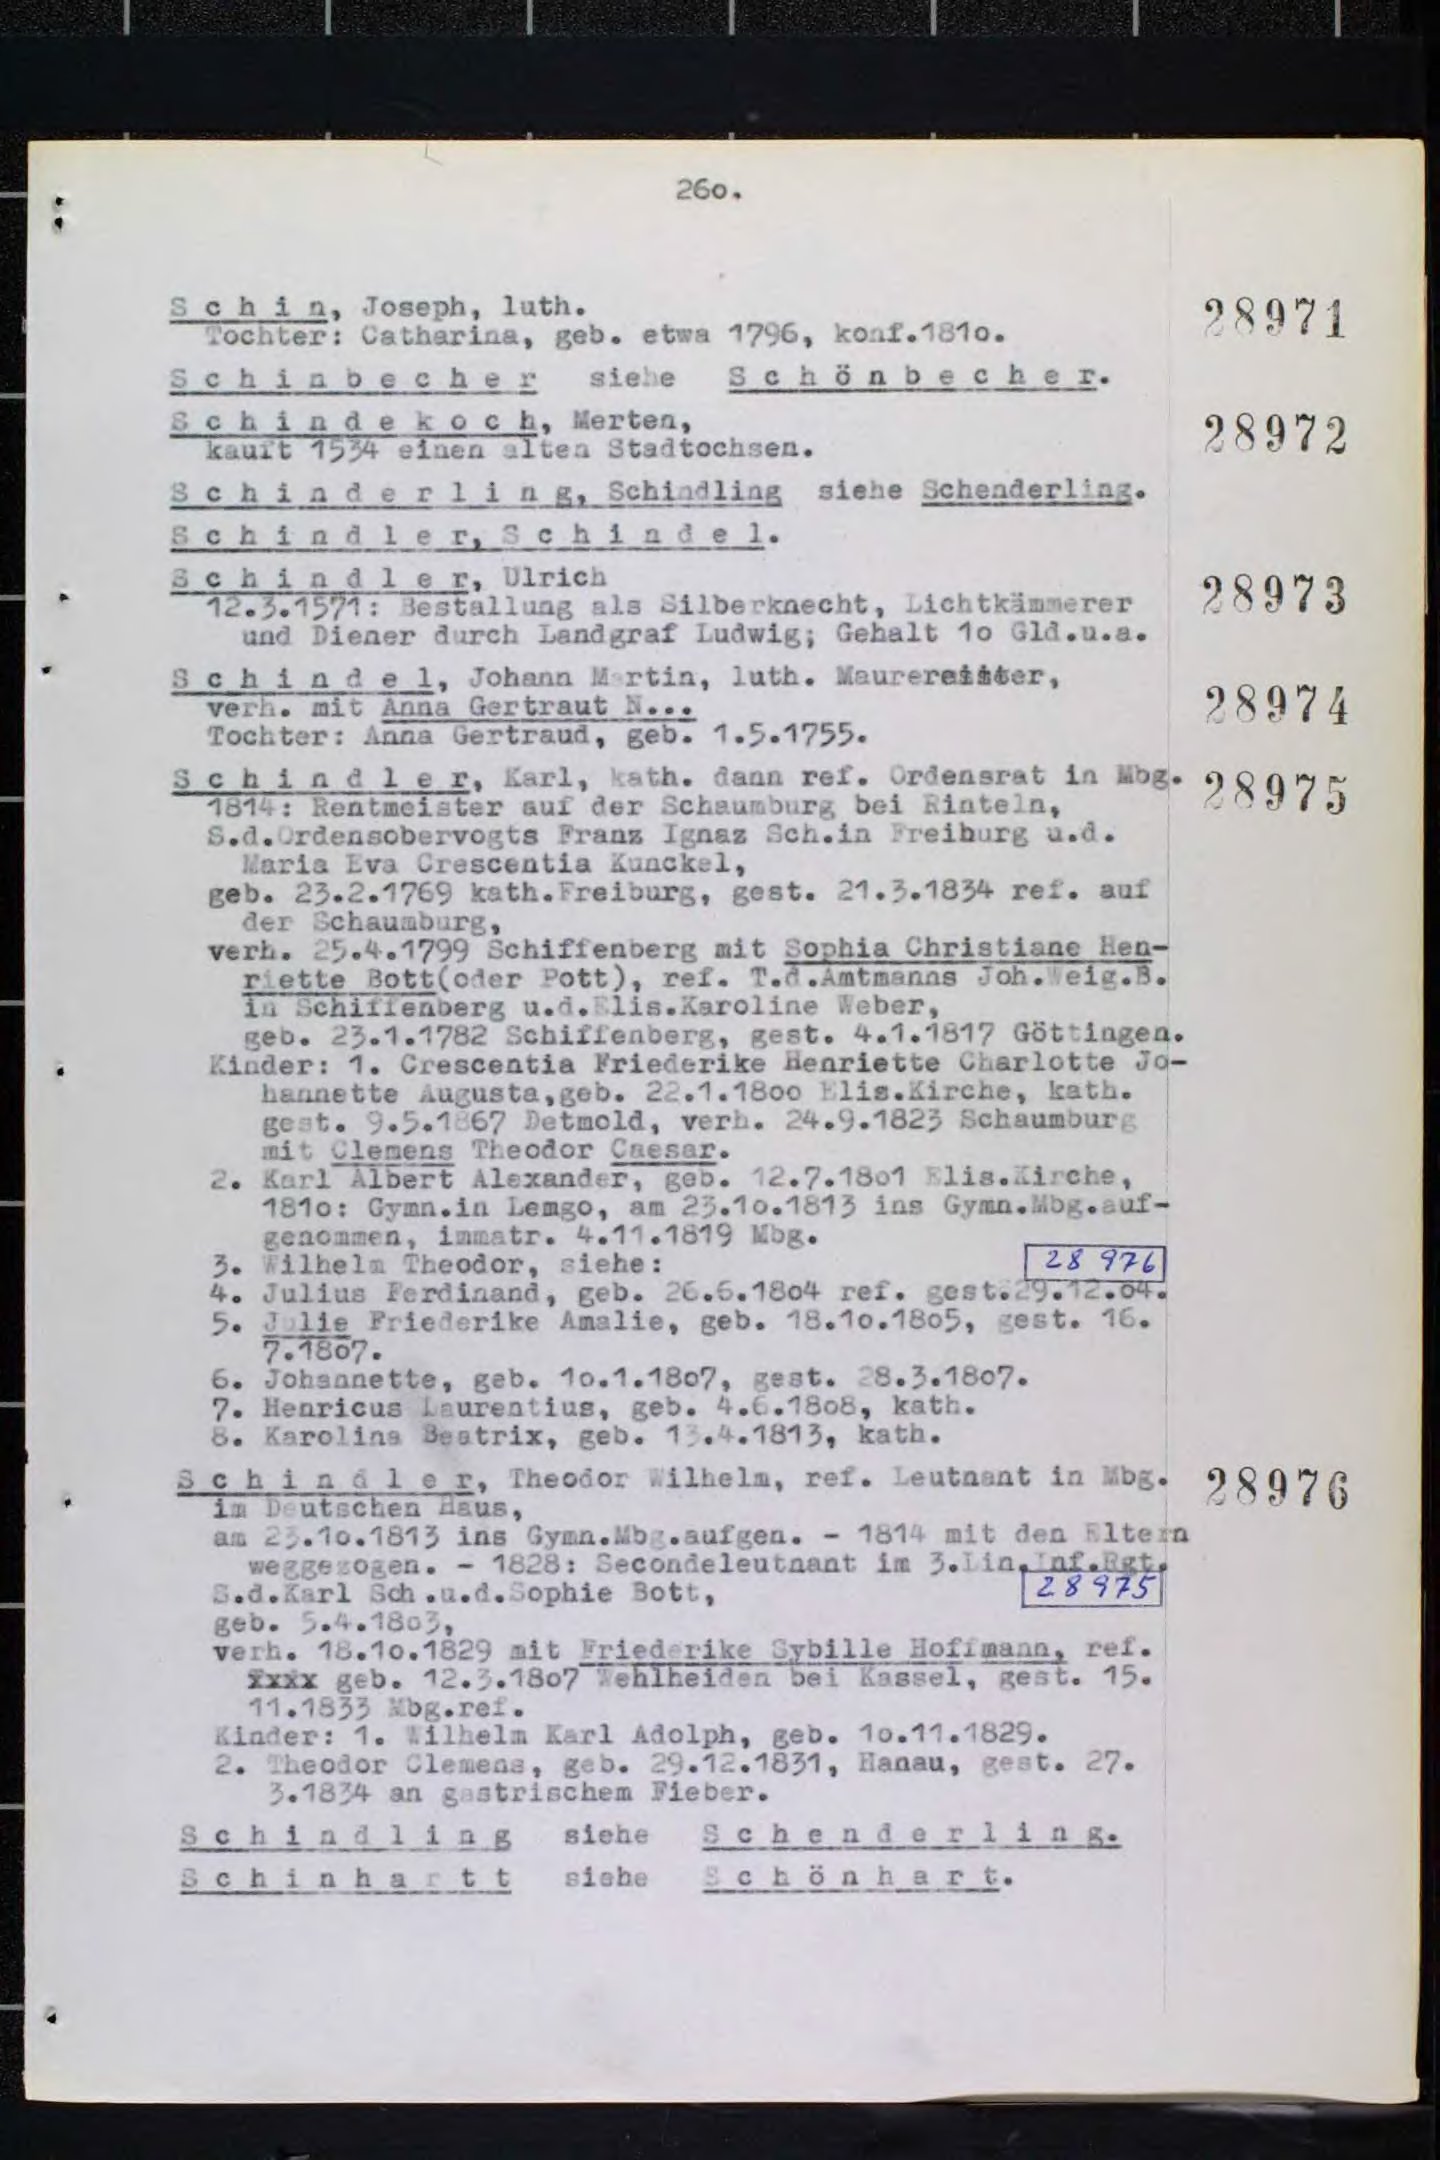 260.
Schin, Joseph, luth. 28971
Tochter: Catharina, geb. etwa 1796, konf.1810.
Schinbecher siehe Schönbecher.
Schindekoch, Merten, 28972
kauft 1534 einen alten Stadtochsen.
Schinderling, Schindling siehe Schenderling.
Schindler, Schindel.
Schindler, Ulrich 28973
12.3.1571: Bestallung als Silberknecht, Lichtkämmerer
und Diener durch Landgraf Ludwig; Gehalt 10 Gld.u.a.
Schindel, Johann Martin, luth. 28974
verh. mit Anna Gertraut N...
Tochter: Anna Gertraud, geb. 1.5.1755.
Schindler, Karl, kath. dann ref. Ordensrat in Mbg. 28975
1814: Rentmeister auf der Schaumburg bei Rinteln,
S.d.Ordensobervogts Franz Ignaz Sch.in Freiburg u.d.
Maria Eva Crescentia Kunckel,
geb. 23.2.1769 kath.Freiburg, gest. 21.3.1834 ref. auf
der Schaumburg,
verh. 25.4.1799 Schiffenberg mit Sophia Christiane Hen-
riette Bott(oder Pott), ref. T.d.Amtmanns Joh.Weig.B.
in Schiffenberg u.d.Elis.Karoline Weber,
geb. 23.1.1782 Schiffenberg, gest. 4.1.1817 Göttingen.
Kinder: 1. Crescentia Friederike Henriette Charlotte Jo-
hannette Augusta,geb. 22.1.1800 Elis.Kirche, kath.
gest. 9.5.1867 Detmold, verh. 24.9.1823 Schaumburg
mit Clemens Theodor Caesar.
2. Karl Albert Alexander, geb. 12.7.1801 Elis.Kirche,
1810: Gymn.in Lemgo, am 23.10.1813 ins Gymn.Mbg.auf-
genommen, immatr. 4.11.1819 Mbg.
3. Wilhelm Theodor, siehe: 28 976
4. Julius Ferdinand, geb. 26.6.1804 ref. gest.29.12.04.
5. Julie Friederike Amalie, geb. 18.10.1805, gest. 16.
7.1807.
6. Johannette, geb. 10.1.1807, gest. 28.3.1807.
7. Henricus Laurentius, geb. 4.6.1808, kath.
8. Karolina Beatrix, geb. 13.4.1813, kath.
Schindler, Theodor Wilhelm, ref. Leutnant in Mbg. 28976
im Deutschen Haus,
am 23.10.1813 ins Gymn.Mbg.aufgen. - 1814 mit den Eltern
weggezogen. - 1828: Secondeleutnant im 3.Lin.Inf.Rgt.
S.d.Karl Sch.u.d.Sophie Bott, 28 975
geb. 5.4.1803,
verh. 18.10.1829 mit Friederike Sybille Hoffmann, ref.
xxxx geb. 12.3.1807 Wehlheiden bei Kassel, gest. 15.
11.1833 Mbg.ref.
Kinder: 1. Wilhelm Karl Adolph, geb. 10.11.1829.
2. Theodor Clemens, geb. 29.12.1831, Hanau, gest. 27.
3.1834 an gastrischem Fieber.
Schindling siehe Schenderling.
Schinhartt siehe Schönhart.